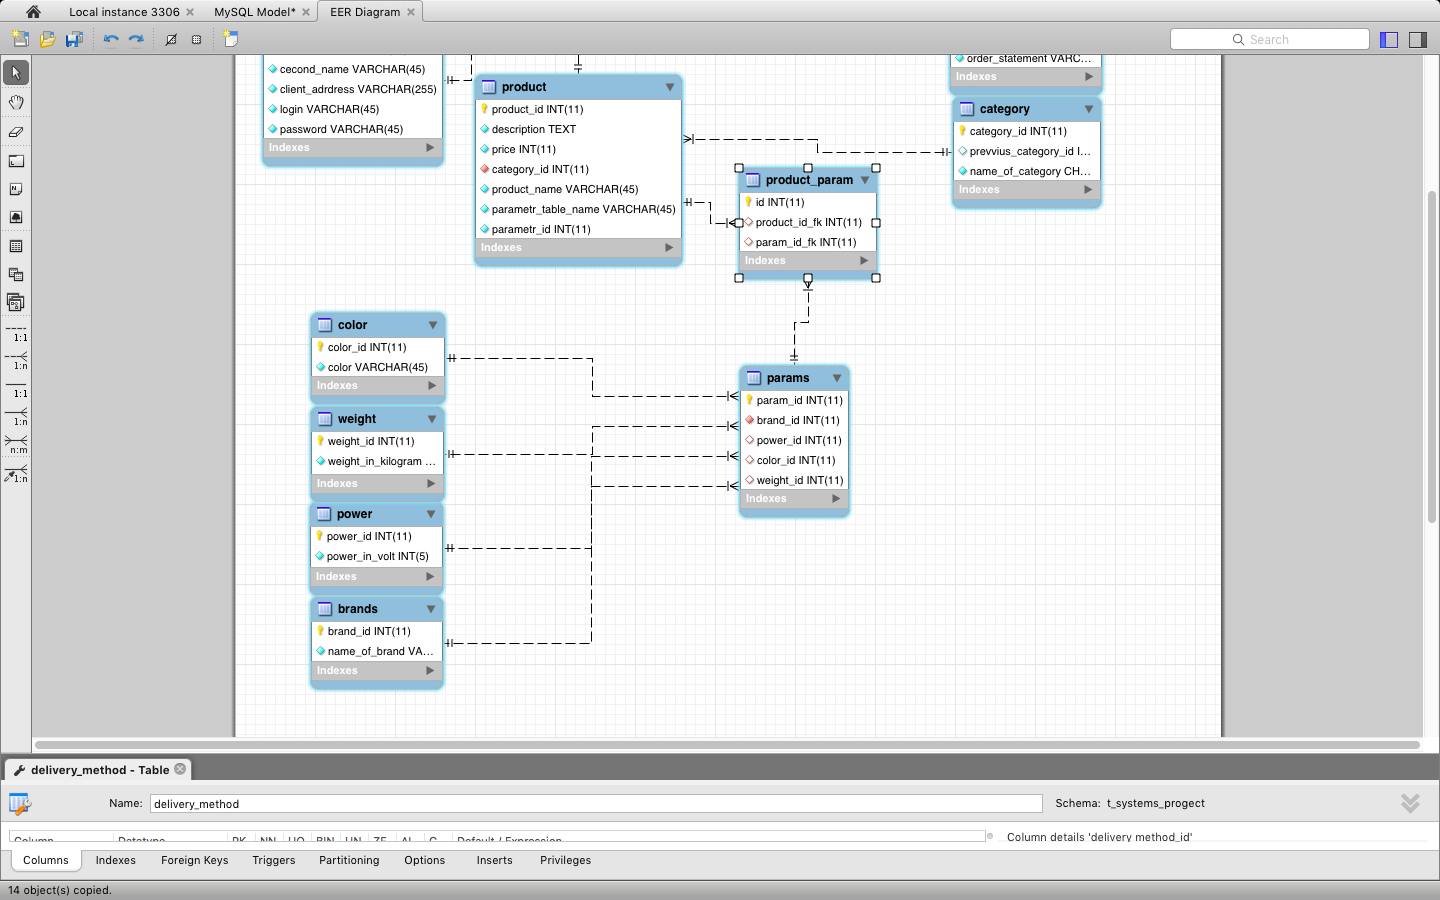 Local instance 3306
MySQL Model*
EER Diagram
Search
cecond_name VARCHAR(45)
client_adrdress VARCHAR(255)
login VARCHAR(45)
password VARCHAR(45)
Indexes
product
product_id INT(11)
description TEXT
price INT(11)
category_id INT(11)
product_name VARCHAR(45)
parametr_table_name VARCHAR(45)
parametr_id INT(11)
Indexes
order_statement VARC...
Indexes
category
category_id INT(11)
prevvius_category_id I...
name_of_category CH...
Indexes
product_param
id INT(11)
product_id_fk INT(11)
param_id_fk INT(11)
Indexes
1:1
1:n
1:1
1:n
n:m
1:n
color
color_id INT(11)
color VARCHAR(45)
Indexes
weight
weight_id INT(11)
weight_in_kilogram ...
Indexes
power
power_id INT(11)
power_in_volt INT(5)
Indexes
brands
brand_id INT(11)
name_of_brand VA...
Indexes
params
param_id INT(11)
brand_id INT(11)
power_id INT(11)
color_id INT(11)
weight_id INT(11)
Indexes
delivery_method - Table
Name: delivery_method
Schema: t_systems_progect
Column Datatype PK NN UQ BIN UN ZF AI G Default / Expression
Column details 'delivery_method_id'
Columns Indexes Foreign Keys Triggers Partitioning Options Inserts Privileges
14 object(s) copied.